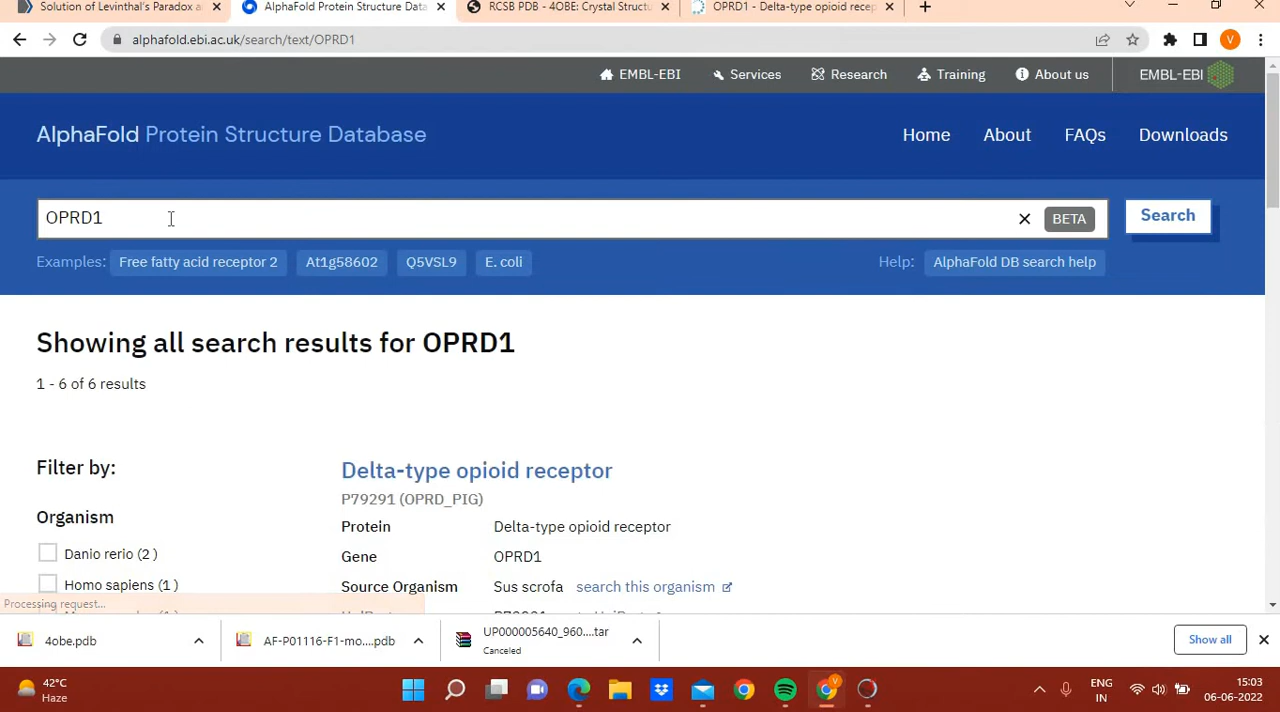 Solution of Levinthal's Paradox a
AlphaFold Protein Structure Data
RCSB PDB - 4OBE: Crystal Structu
OPRD1 - Delta-type opioid recep
alphafold.ebi.ac.uk/search/text/OPRD1
V
EMBL-EBI
Services
Research
Training
About us
EMBL-EBI
AlphaFold Protein Structure Database
Home
About
FAQs
Downloads
OPRD1
BETA
Search
Examples:
Free fatty acid receptor 2
At1g58602
Q5VSL9
E. coli
Help:
AlphaFold DB search help
Showing all search results for OPRD1
1 - 6 of 6 results
Filter by:
Delta-type opioid receptor
P79291 (OPRD_PIG)
Organism
Protein
Delta-type opioid receptor
Danio rerio (2 )
Gene
OPRD1
Homo sapiens (1 )
Source Organism
Sus scrofa
search this organism
Processing request...
4obe.pdb
AF-P01116-F1-mo....pdb
UP000005640_960....tar
Canceled
Show all
42°C
Haze
V
ENG
IN
15:03
06-06-2022